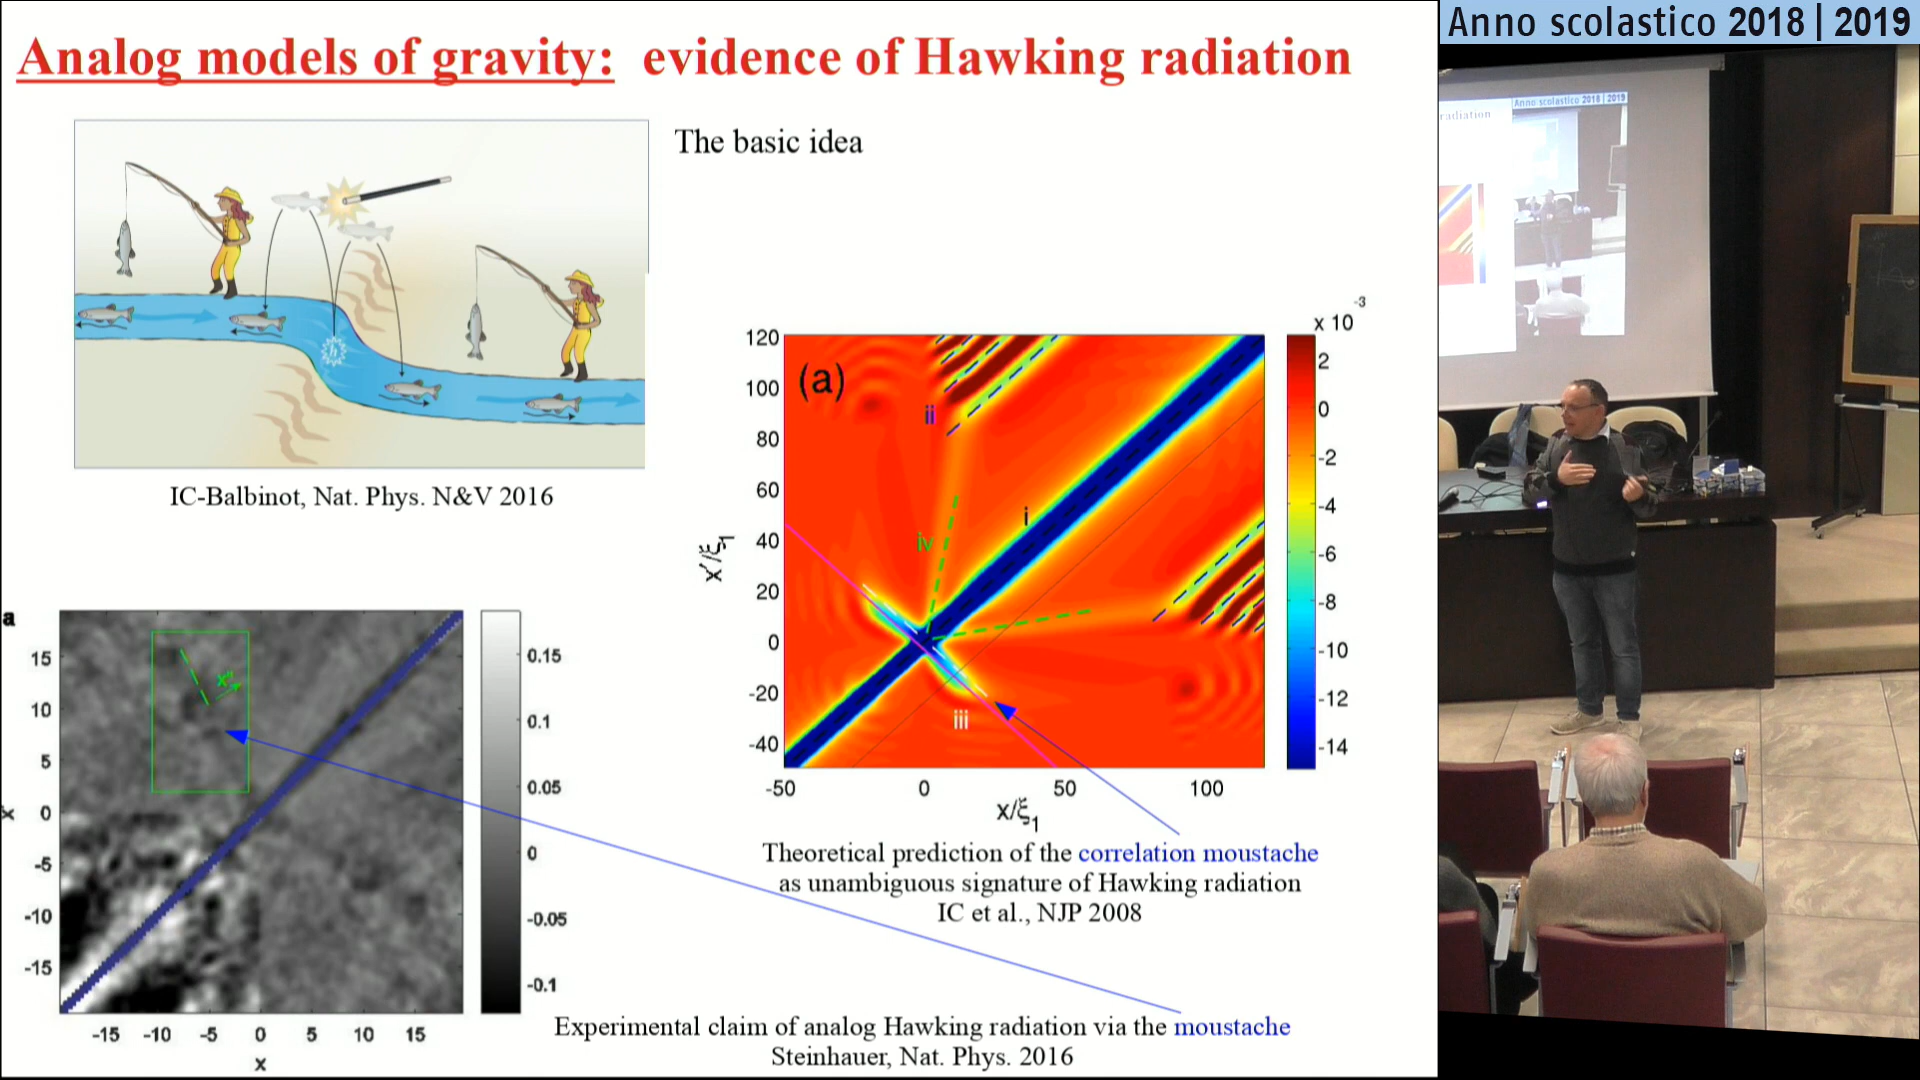 Analog models of gravity: evidence of Hawking radiation
Anno scolastico 2018 | 2019
The basic idea
ħ
IC-Balbinot, Nat. Phys. N&V 2016
x 10
-3
(a)
i
ii
iii
iv
120
100
80
60
40
20
0
-20
-40
x'/ξ1
-50
0
50
100
x/ξ1
2
0
-2
-4
-6
-8
-10
-12
-14
Theoretical prediction of the correlation moustache
as unambiguous signature of Hawking radiation
IC et al., NJP 2008
a
x"
15
10
5
0
-5
-10
-15
-15
-10
-5
0
5
10
15
x
0.15
0.1
0.05
0
-0.05
-0.1
Experimental claim of analog Hawking radiation via the moustache
Steinhauer, Nat. Phys. 2016
Anno scolastico 2018 | 2019
radiation